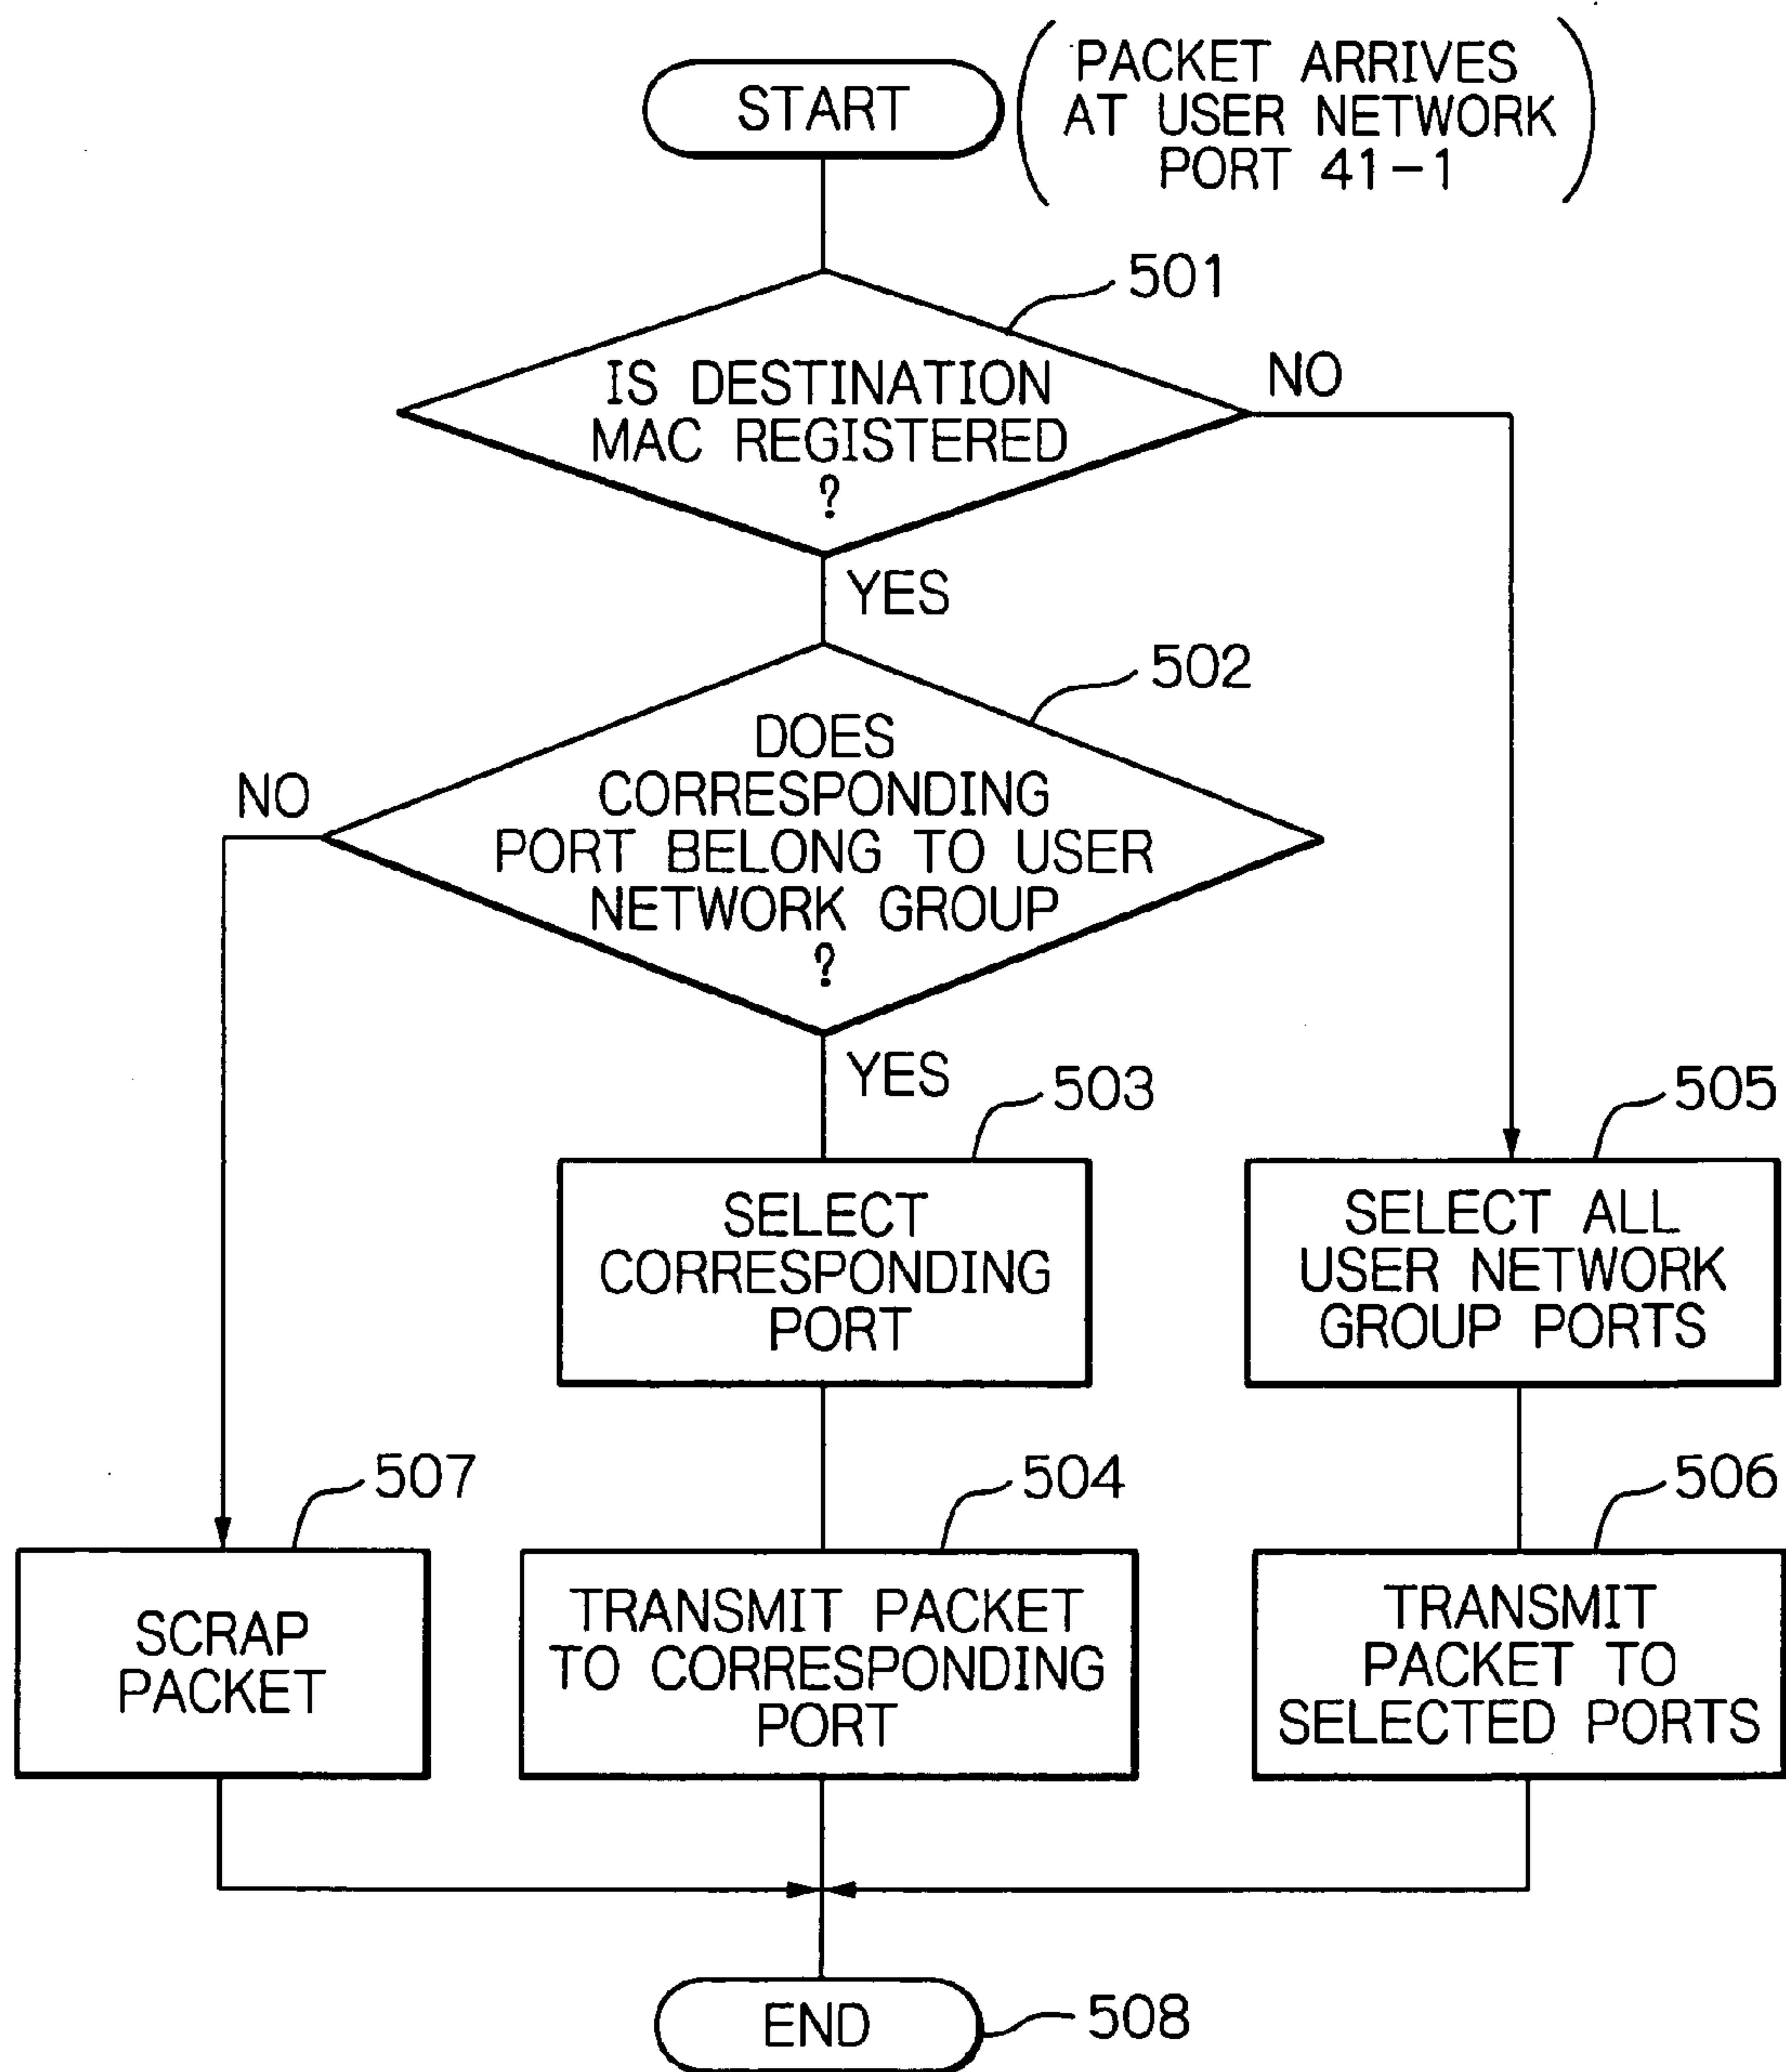 START
PACKET ARRIVES
AT USER NETWORK
PORT 41-1
501
IS DESTINATION
MAC REGISTERED
?
NO
YES
502
DOES
CORRESPONDING
PORT BELONG TO USER
NETWORK GROUP
?
NO
YES
503
SELECT
CORRESPONDING
PORT
505
SELECT ALL
USER NETWORK
GROUP PORTS
507
SCRAP
PACKET
504
TRANSMIT PACKET
TO CORRESPONDING
PORT
506
TRANSMIT
PACKET TO
SELECTED PORTS
END
508